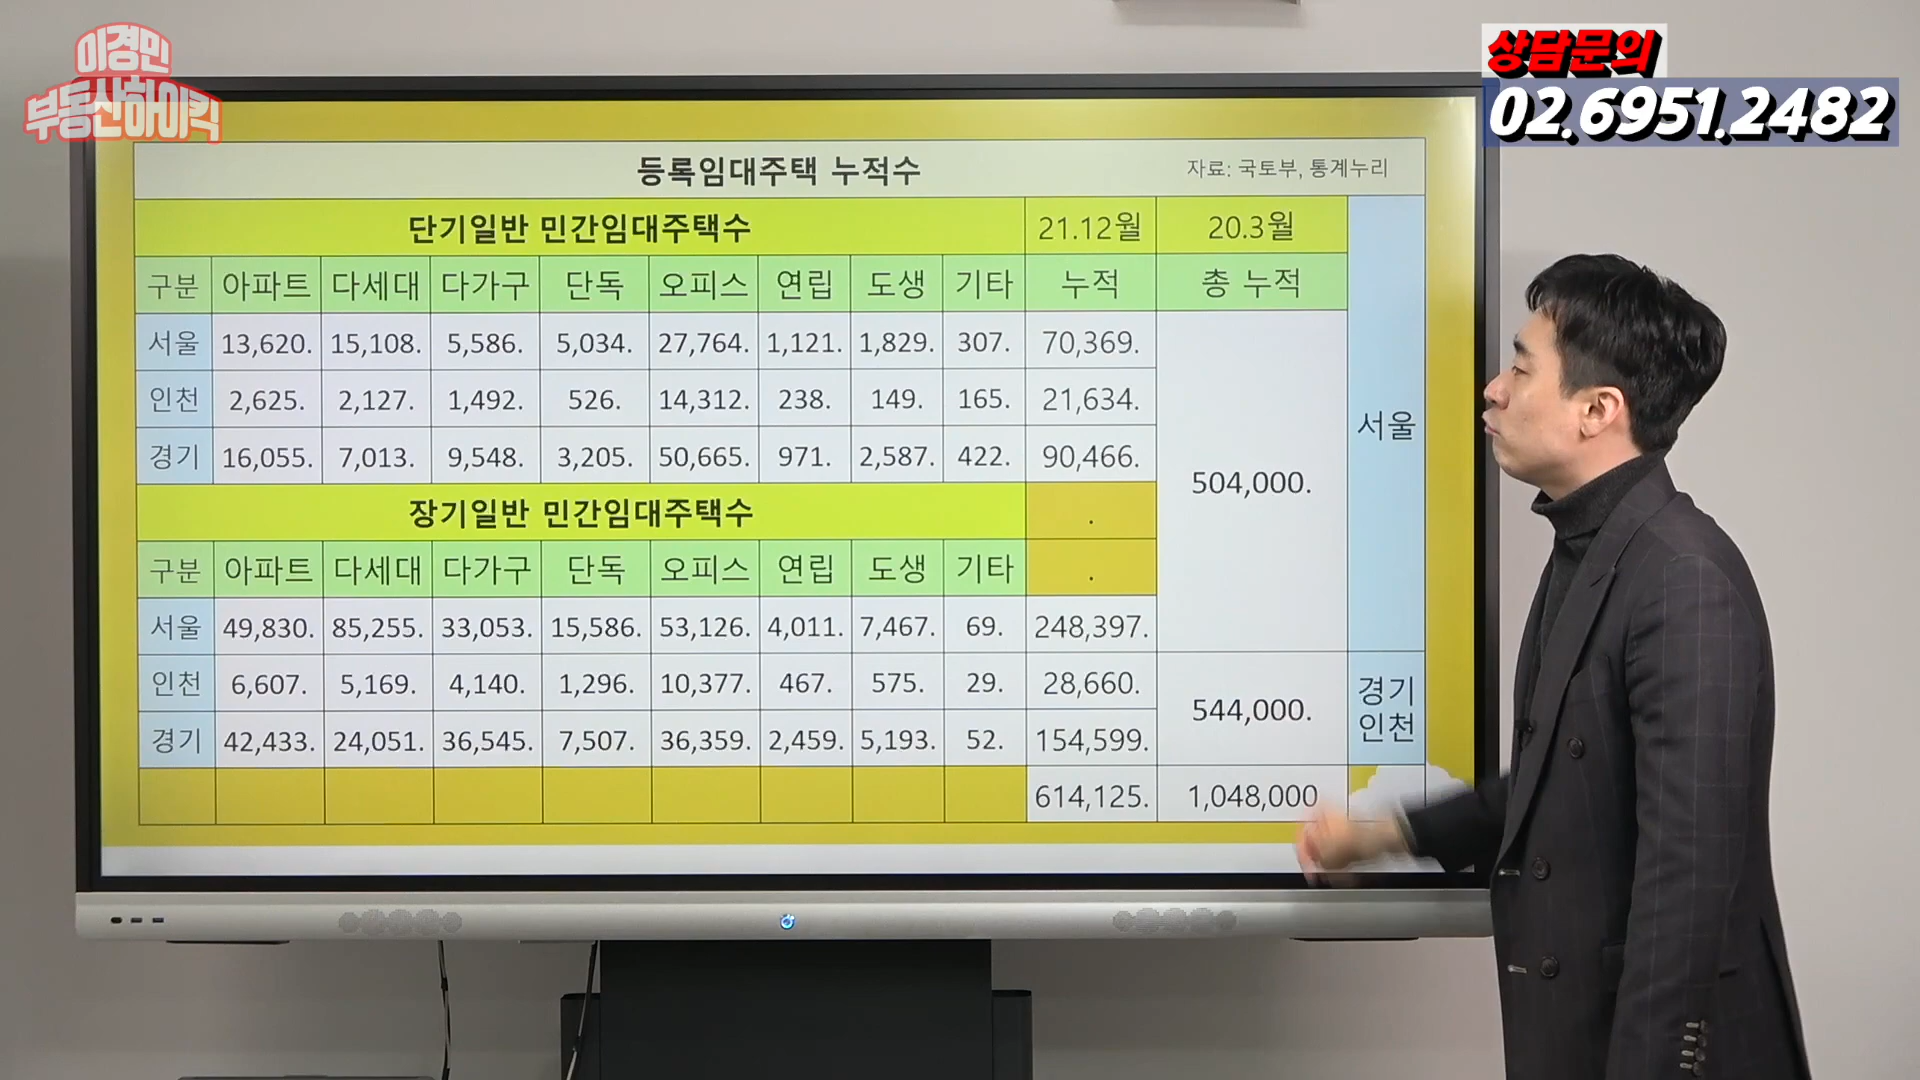 이경민
부동산하이킥
상담문의
02.6951.2482
등록임대주택 누적수 자료: 국토부, 통계누리
단기일반 민간임대주택수 21.12월 20.3월
구분 아파트 다세대 다가구 단독 오피스 연립 도생 기타 누적 총 누적
서울 13,620. 15,108. 5,586. 5,034. 27,764. 1,121. 1,829. 307. 70,369.
인천 2,625. 2,127. 1,492. 526. 14,312. 238. 149. 165. 21,634.
경기 16,055. 7,013. 9,548. 3,205. 50,665. 971. 2,587. 422. 90,466.
504,000. 서울
장기일반 민간임대주택수 .
구분 아파트 다세대 다가구 단독 오피스 연립 도생 기타 .
서울 49,830. 85,255. 33,053. 15,586. 53,126. 4,011. 7,467. 69. 248,397.
인천 6,607. 5,169. 4,140. 1,296. 10,377. 467. 575. 29. 28,660.
경기 42,433. 24,051. 36,545. 7,507. 36,359. 2,459. 5,193. 52. 154,599.
544,000. 경기
인천
614,125. 1,048,000